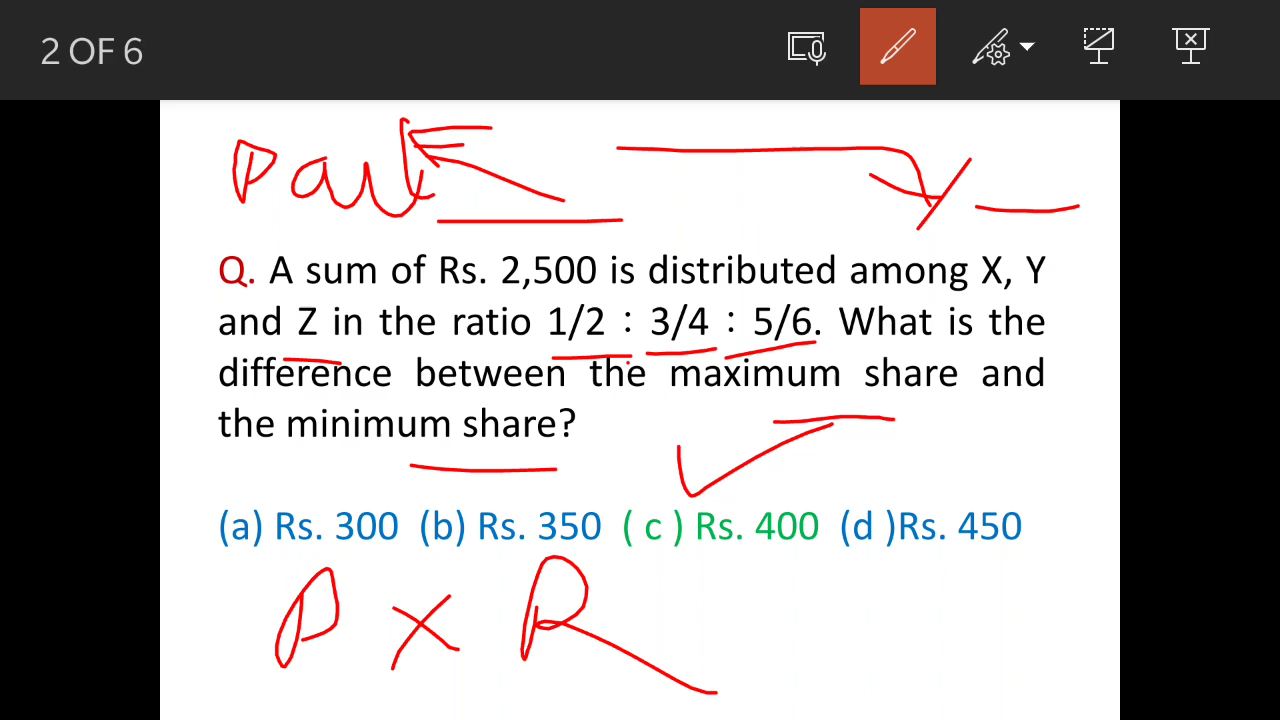 2 OF 6
Part
Y
Q. A sum of Rs. 2,500 is distributed among X, Y
and Z in the ratio 1/2 : 3/4 : 5/6. What is the
difference between the maximum share and
the minimum share?
(a) Rs. 300 (b) Rs. 350 ( c ) Rs. 400 (d )Rs. 450
P X R